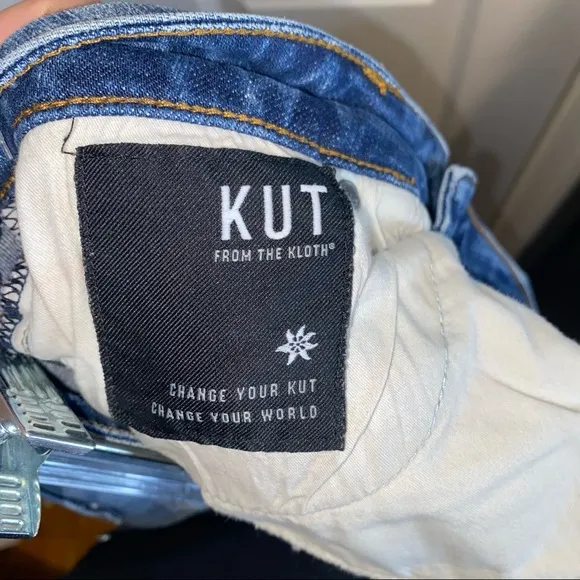 KUT
FROM THE KLOTH®
CHANGE YOUR KUT
CHANGE YOUR WORLD